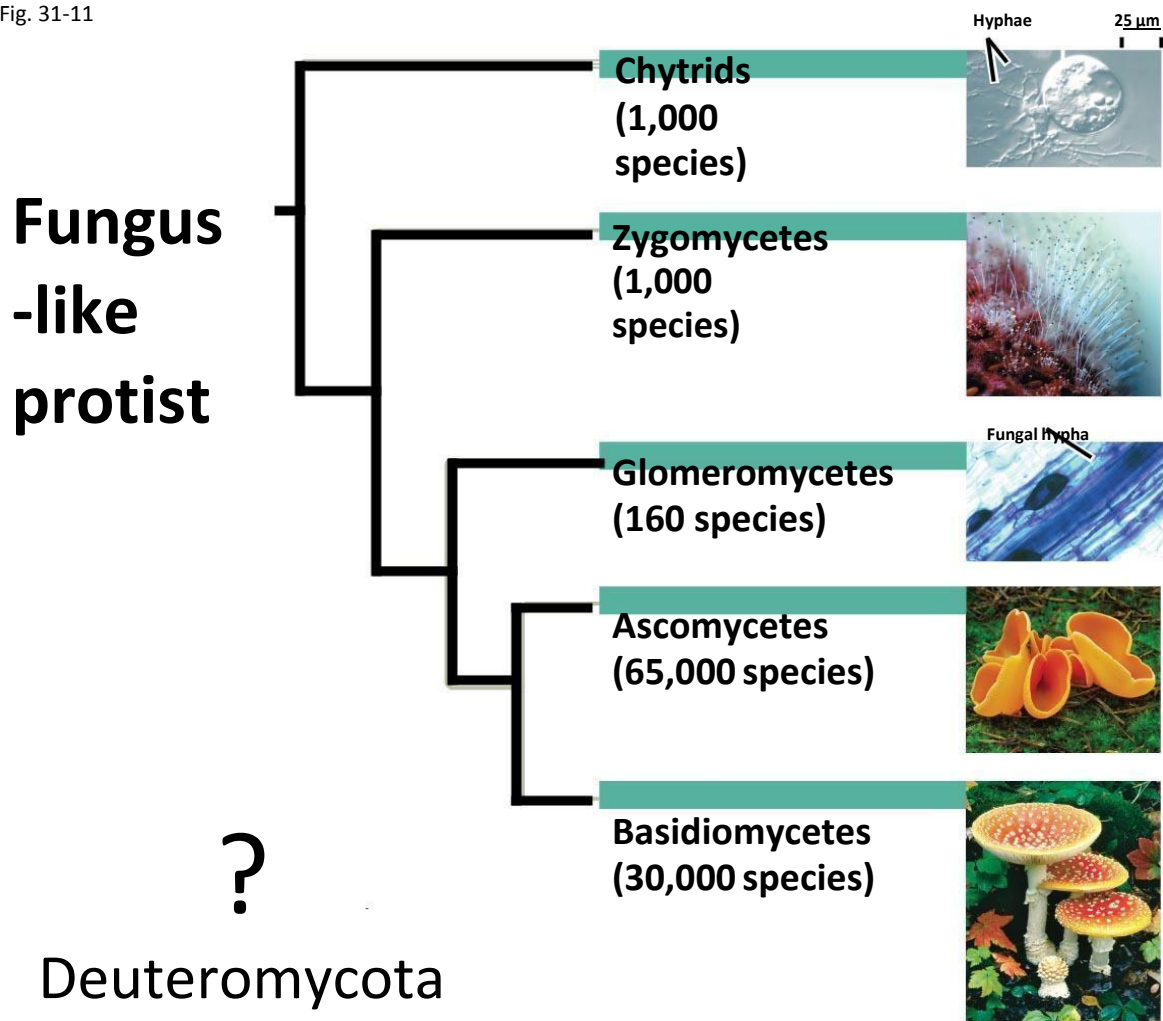 Fig. 31-11
Hyphae
25 µm
Chytrids
(1,000
species)
Fungus
-like
protist
Zygomycetes
(1,000
species)
Fungal hypha
Glomeromycetes
(160 species)
Ascomycetes
(65,000 species)
Basidiomycetes
(30,000 species)
?
Deuteromycota